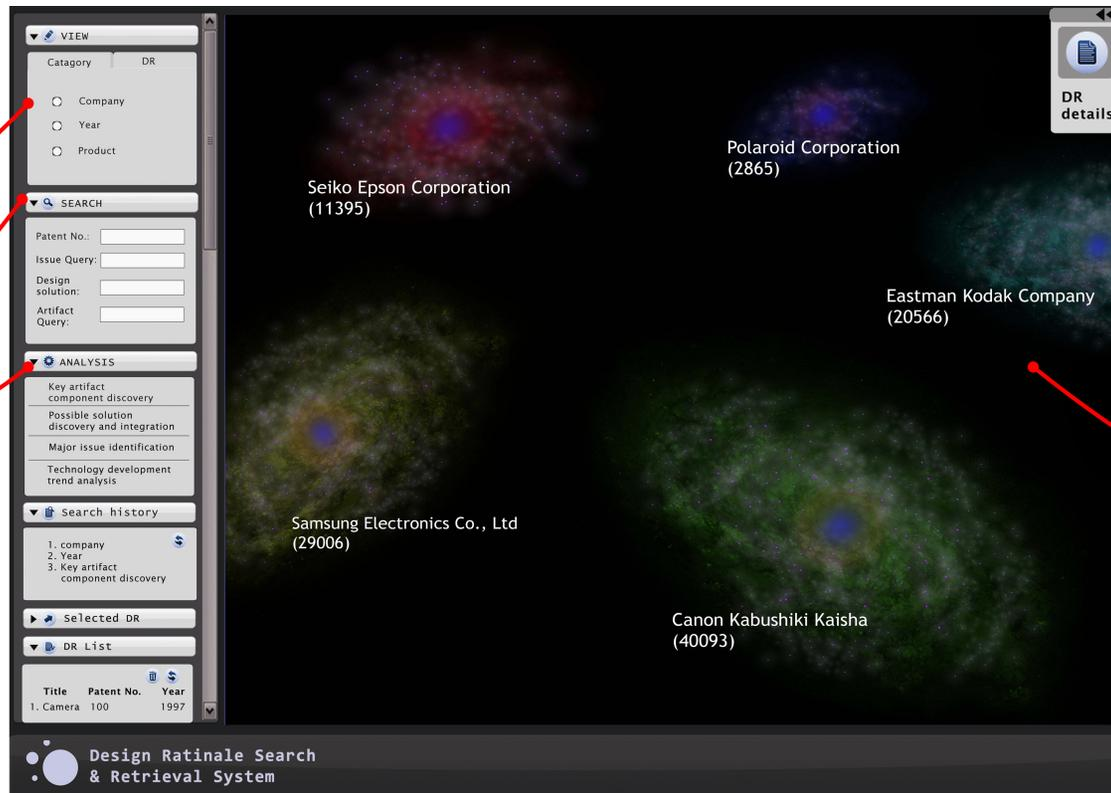 VIEW
Catagory
DR
Company
Year
Product
SEARCH
Patent No.:
Issue Query:
Design
solution:
Artifact
Query:
ANALYSIS
Key artifact
component discovery
Possible solution
discovery and integration
Major issue identification
Technology development
trend analysis
Search history
1. company
2. Year
3. Key artifact
component discovery
Selected DR
DR List
Title Patent No. Year
1. Camera 100 1997
Seiko Epson Corporation
(11395)
Polaroid Corporation
(2865)
Eastman Kodak Company
(20566)
Samsung Electronics Co., Ltd
(29006)
Canon Kabushiki Kaisha
(40093)
DR
details
Design Ratinale Search
& Retrieval System